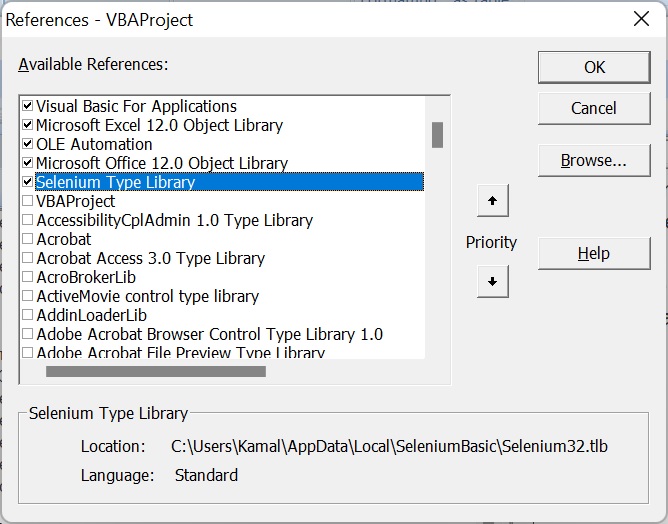 References - VBAProject
Available References:
Visual Basic For Applications
Microsoft Excel 12.0 Object Library
OLE Automation
Microsoft Office 12.0 Object Library
Selenium Type Library
VBAProject
AccessibilityCplAdmin 1.0 Type Library
Acrobat
Acrobat Access 3.0 Type Library
AcroBrokerLib
ActiveMovie control type library
AddinLoaderLib
Adobe Acrobat Browser Control Type Library 1.0
Adobe Acrobat File Preview Type Library
OK
Cancel
Browse...
Priority
Help
Selenium Type Library
Location: C:\Users\Kamal\AppData\Local\SeleniumBasic\Selenium32.tlb
Language: Standard